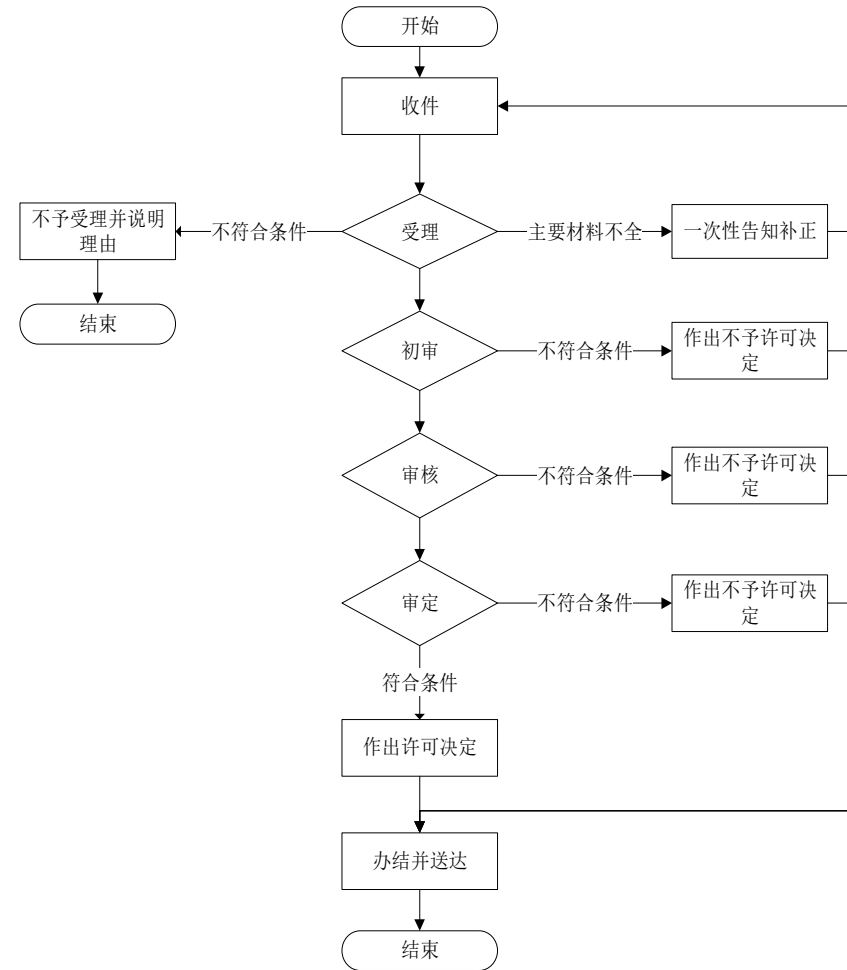 开始
收件
不予受理并说明
理由
不符合条件
受理
主要材料不全
一次性告知补正
结束
初审
不符合条件
作出不予许可决
定
审核
不符合条件
作出不予许可决
定
审定
不符合条件
作出不予许可决
定
符合条件
作出许可决定
办结并送达
结束